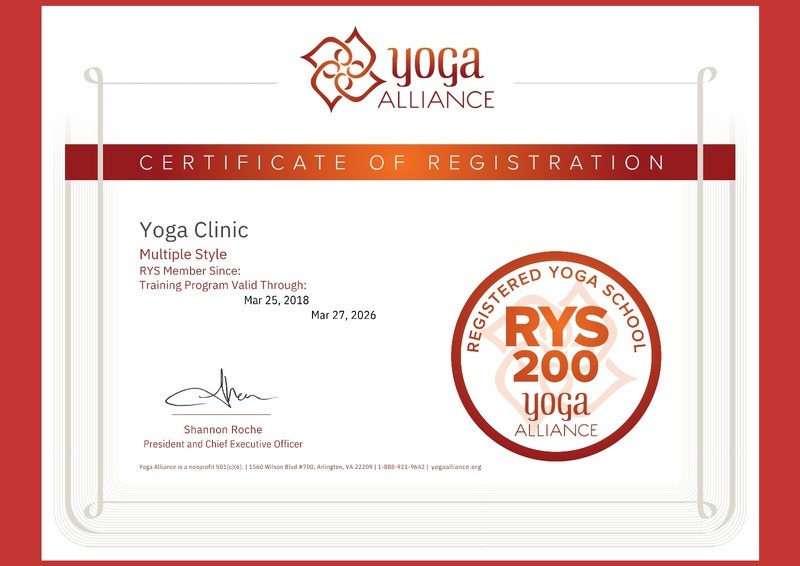 yoga
ALLIANCE
CERTIFICATE OF REGISTRATION
Yoga Clinic
Multiple Style
RYS Member Since:
Training Program Valid Through:
Mar 25, 2018
Mar 27, 2026
REGISTERED YOGA SCHOOL
RYS
200
yoga
ALLIANCE
Shannon Roche
President and Chief Executive Officer
Yoga Alliance is a nonprofit 501(c)(6). | 1560 Wilson Blvd #700, Arlington, VA 22209 | 1-888-921-9642 | yogaalliance.org